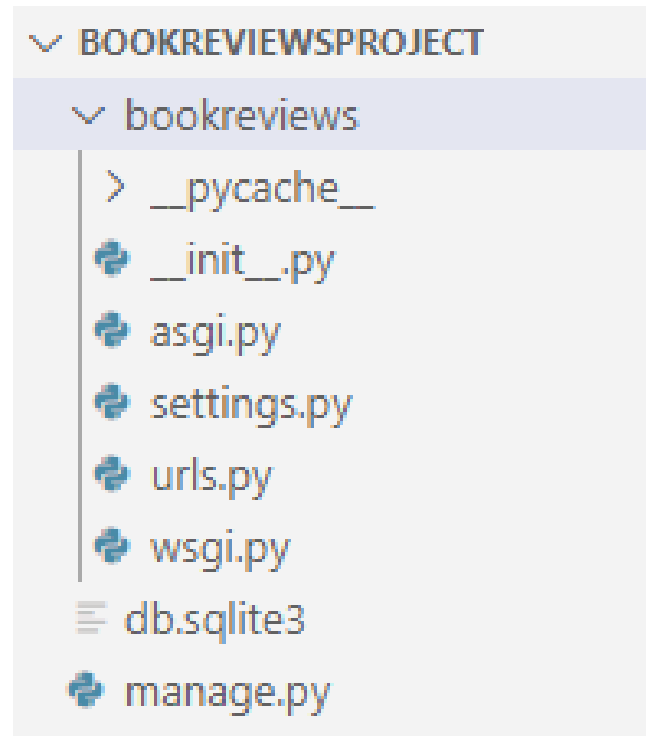 BOOKREVIEWSPROJECT
bookreviews
__pycache__
__init__.py
asgi.py
settings.py
urls.py
wsgi.py
db.sqlite3
manage.py